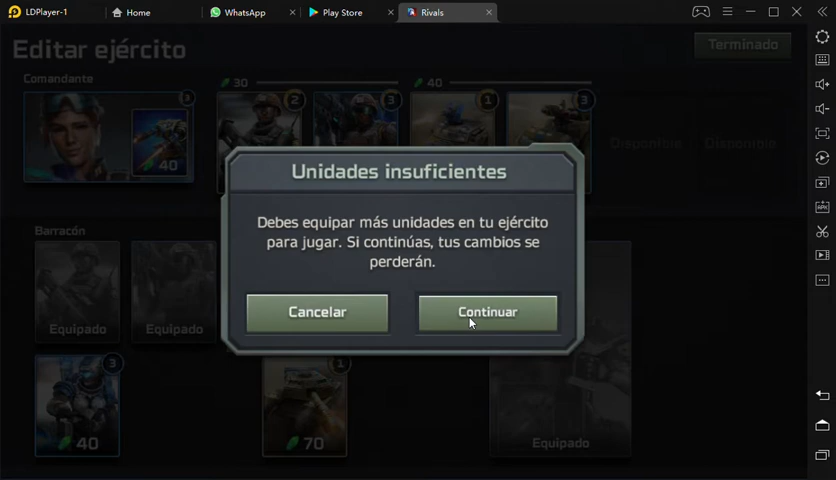 LDPlayer-1
Home
WhatsApp
Play Store
Rivals
Editar ejército
Terminado
Comandante
30
40
3
2
3
1
3
40
Disponible
Disponible
Unidades insuficientes
Debes equipar más unidades en tu ejército
para jugar. Si continúas, tus cambios se
perderán.
Cancelar
Continuar
Barracón
Equipado
Equipado
3
40
1
70
Equipado
APK